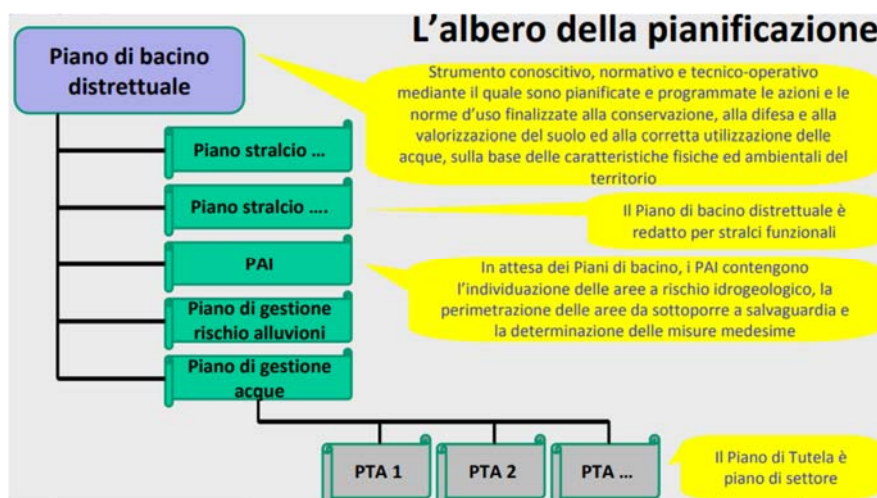 L'albero della pianificazione
Piano di bacino
distrettuale
Strumento conoscitivo, normativo e tecnico-operativo
mediante il quale sono pianificate e programmate le azioni e le
norme d'uso finalizzate alla conservazione, alla difesa e alla
valorizzazione del suolo ed alla corretta utilizzazione delle
acque, sulla base delle caratteristiche fisiche ed ambientali del
territorio
Piano stralcio ...
Piano stralcio ....
Il Piano di bacino distrettuale è
redatto per stralci funzionali
PAI
In attesa dei Piani di bacino, i PAI contengono
l'individuazione delle aree a rischio idrogeologico, la
perimetrazione delle aree da sottoporre a salvaguardia e
la determinazione delle misure medesime
Piano di gestione
rischio alluvioni
Piano di gestione
acque
PTA 1
PTA 2
PTA ...
Il Piano di Tutela è
piano di settore